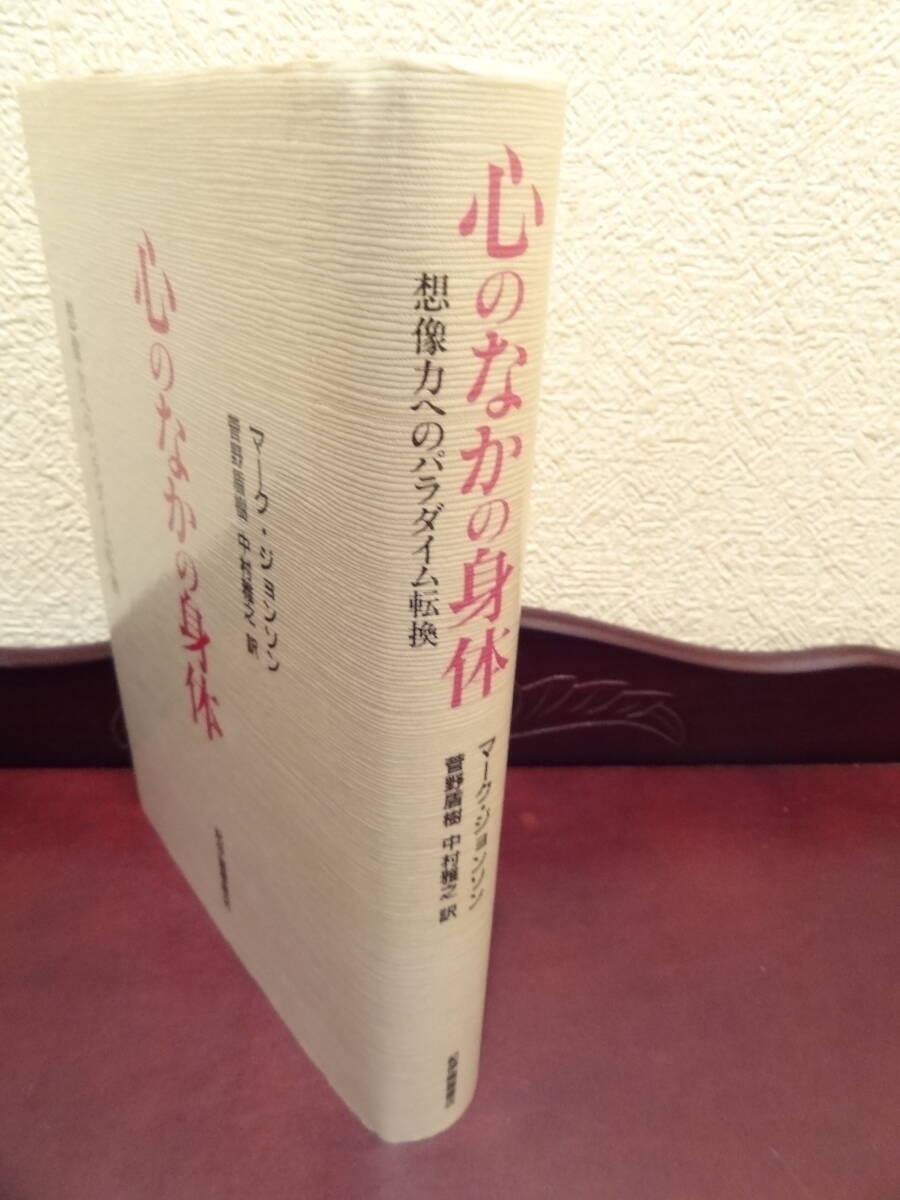 心のなかの身体
想像力へのパラダイム転換
マーク・ジョンソン
菅野盾樹 中村雅之 訳
心のなかの身体
マーク・ジョンソン
菅野盾樹 中村雅之 訳